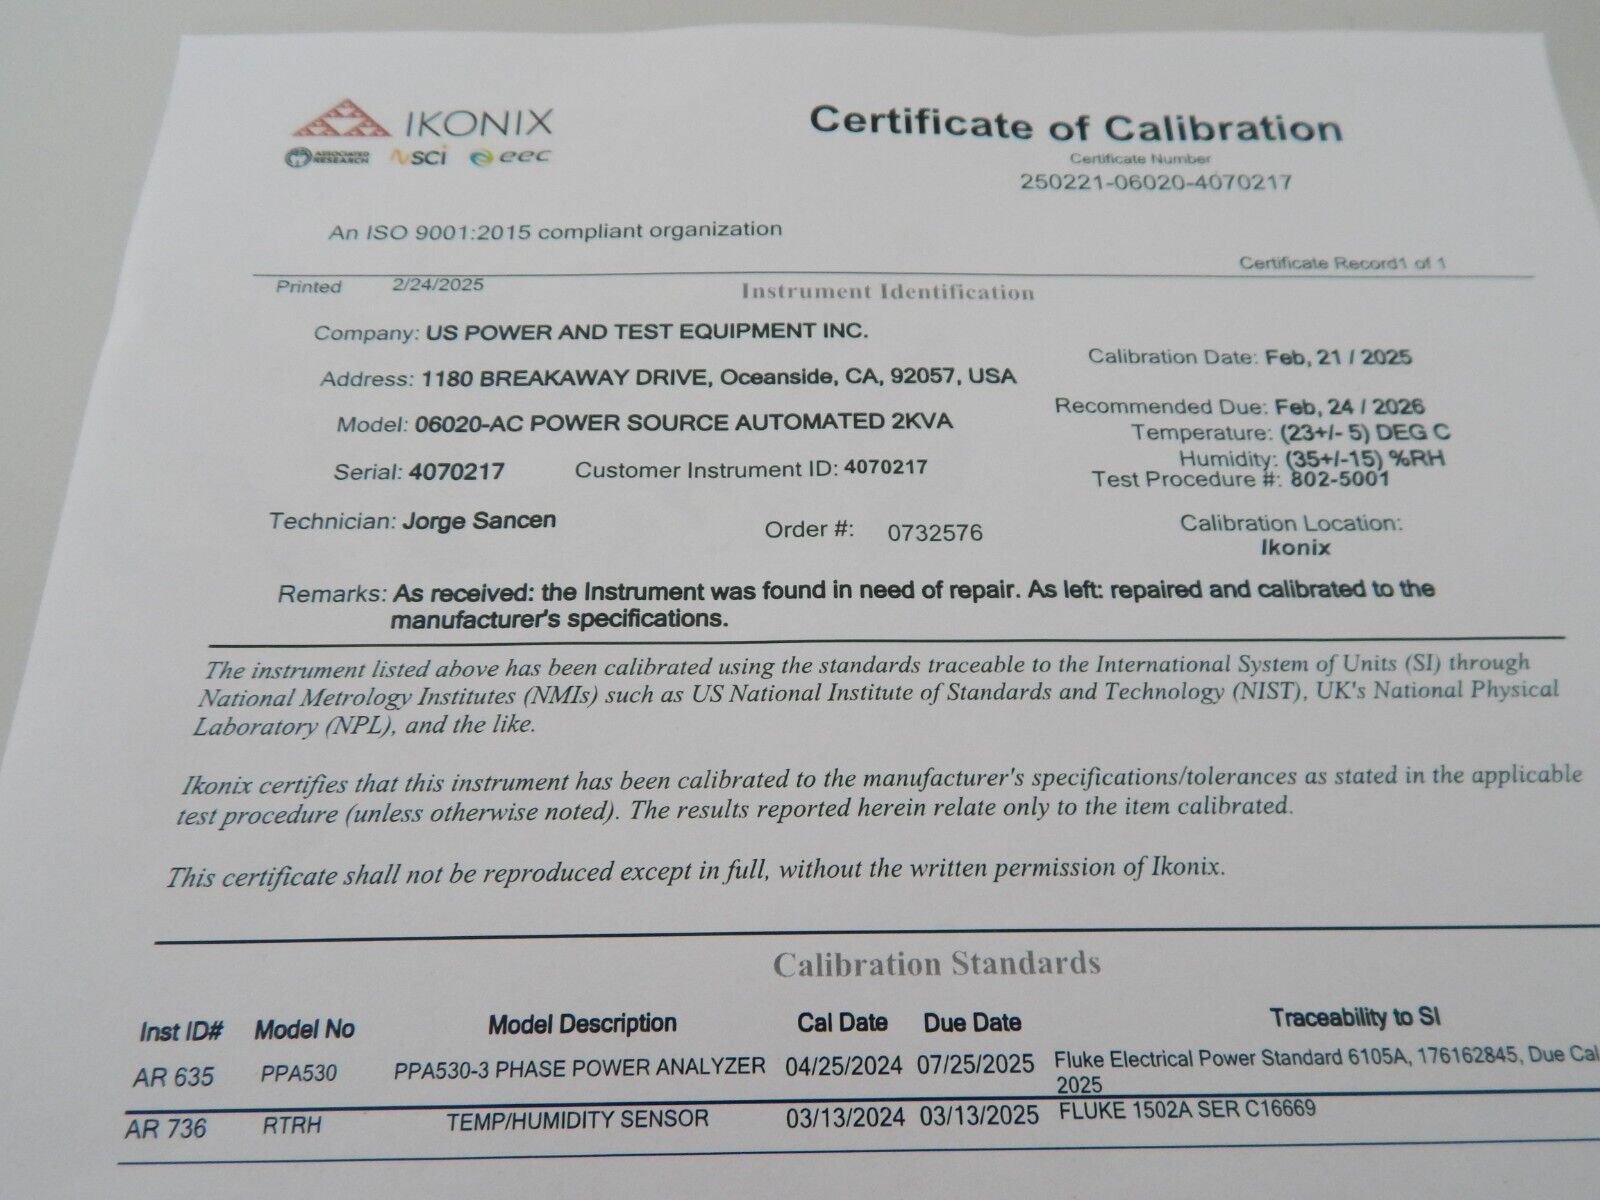 IKONIX
ASSOCIATED RESEARCH SCI eec
Certificate of Calibration
Certificate Number
250221-06020-4070217
An ISO 9001:2015 compliant organization
Certificate Record1 of 1
Printed 2/24/2025
Instrument Identification
Company: US POWER AND TEST EQUIPMENT INC.
Calibration Date: Feb, 21 / 2025
Address: 1180 BREAKAWAY DRIVE, Oceanside, CA, 92057, USA
Recommended Due: Feb, 24 / 2026
Model: 06020-AC POWER SOURCE AUTOMATED 2KVA
Temperature: (23+/- 5) DEG C
Humidity: (35+/-15) %RH
Serial: 4070217 Customer Instrument ID: 4070217
Test Procedure #: 802-5001
Technician: Jorge Sancen
Order #: 0732576
Calibration Location:
Ikonix
Remarks: As received: the Instrument was found in need of repair. As left: repaired and calibrated to the
manufacturer's specifications.
The instrument listed above has been calibrated using the standards traceable to the International System of Units (SI) through
National Metrology Institutes (NMIs) such as US National Institute of Standards and Technology (NIST), UK's National Physical
Laboratory (NPL), and the like.
Ikonix certifies that this instrument has been calibrated to the manufacturer's specifications/tolerances as stated in the applicable
test procedure (unless otherwise noted). The results reported herein relate only to the item calibrated.
This certificate shall not be reproduced except in full, without the written permission of Ikonix.
Calibration Standards
Inst ID# Model No Model Description Cal Date Due Date Traceability to SI
AR 635 PPA530 PPA530-3 PHASE POWER ANALYZER 04/25/2024 07/25/2025 Fluke Electrical Power Standard 6105A, 176162845, Due Cal
2025
AR 736 RTRH TEMP/HUMIDITY SENSOR 03/13/2024 03/13/2025 FLUKE 1502A SER C16669